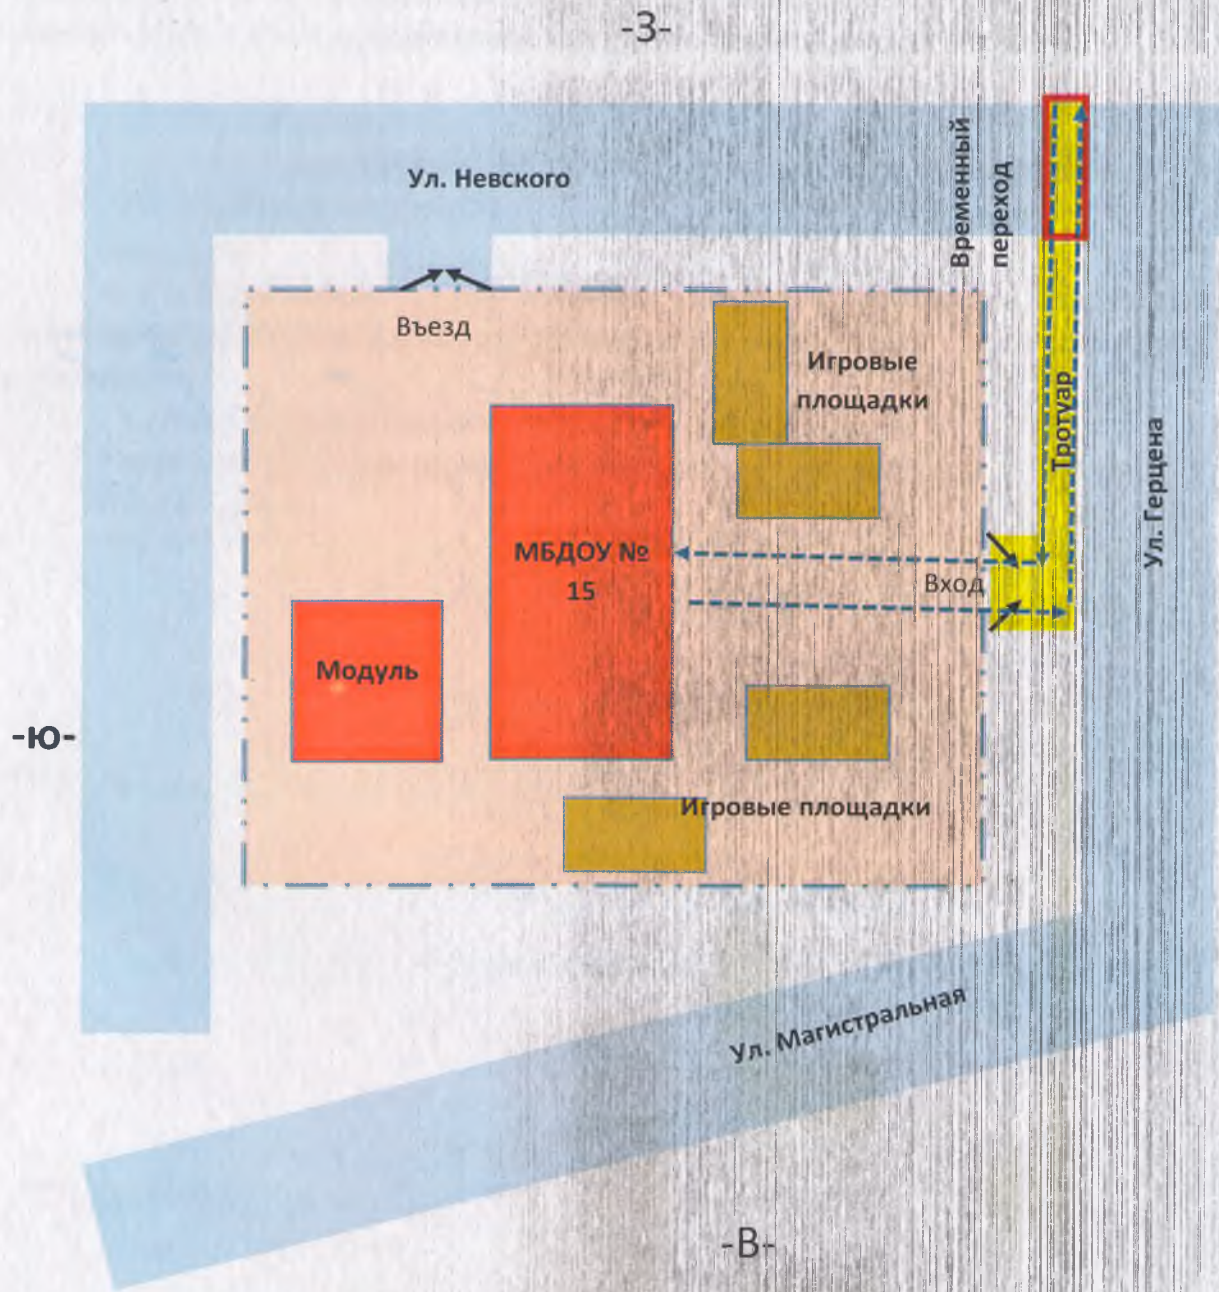 -З-
Ул. Невского
Временный
переход
Въезд
Игровые
площадки
Тротуар
Ул. Герцена
МБДОУ №
15
Вход
Модуль
-Ю-
Игровые площадки
Ул. Магистральная
-В-